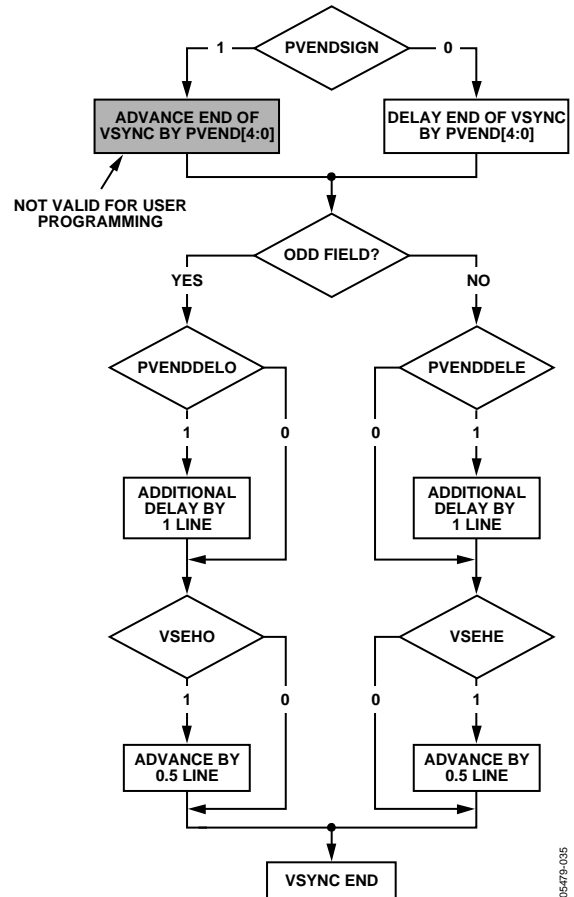 PVENDSIGN
1
0
ADVANCE END OF
VSYNC BY PVEND[4:0]
DELAY END OF VSYNC
BY PVEND[4:0]
NOT VALID FOR USER
PROGRAMMING
ODD FIELD?
YES
NO
PVENDDELO
PVENDDELE
1
0
0
1
ADDITIONAL
DELAY BY
1 LINE
ADDITIONAL
DELAY BY
1 LINE
VSEHO
VSEHE
1
0
0
1
ADVANCE BY
0.5 LINE
ADVANCE BY
0.5 LINE
VSYNC END
05479-035